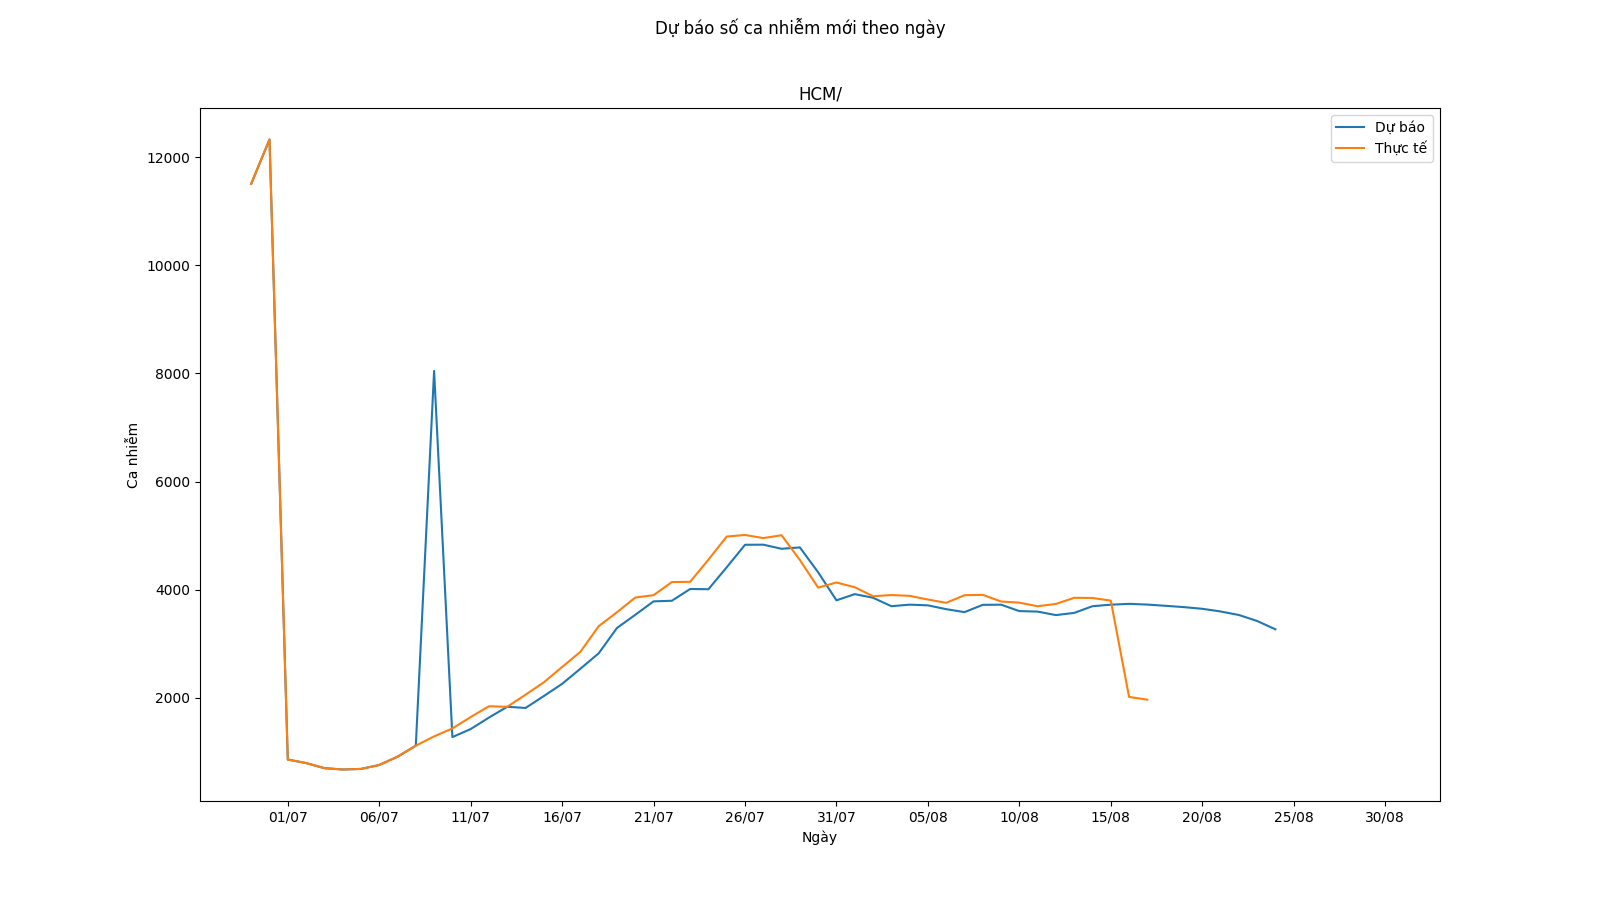 Dự báo số ca nhiễm mới theo ngày
HCM/
Dự báo
Thực tế
12000
10000
8000
6000
4000
2000
Ca nhiễm
01/07 06/07 11/07 16/07 21/07 26/07 31/07 05/08 10/08 15/08 20/08 25/08 30/08
Ngày